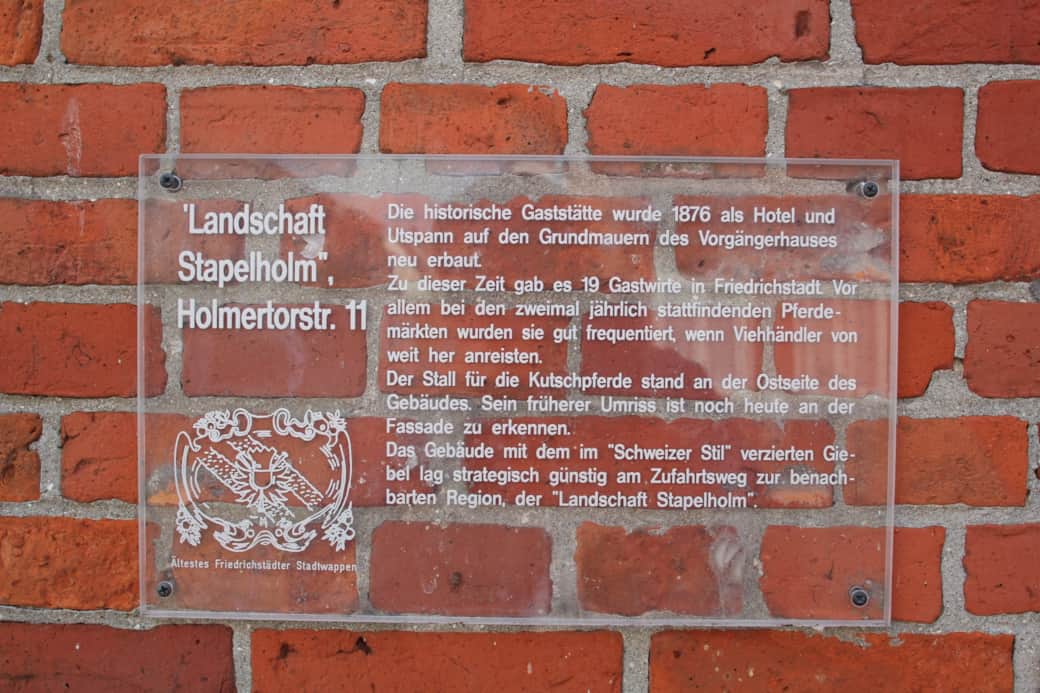 'Landschaft
Stapelholm",
Holmertorstr. 11
Die historische Gaststätte wurde 1876 als Hotel und
Utspann auf den Grundmauern des Vorgängerhauses
neu erbaut.
Zu dieser Zeit gab es 19 Gastwirte in Friedrichstadt. Vor
allem bei den zweimal jährlich stattfindenden Pferde-
märkten wurden sie gut frequentiert, wenn Viehhändler von
weit her anreisten.
Der Stall für die Kutschpferde stand an der Ostseite des
Gebäudes. Sein früherer Umriss ist noch heute an der
Fassade zu erkennen.
Das Gebäude mit dem im "Schweizer Stil" verzierten Gie-
bel lag strategisch günstig am Zufahrtsweg zur benach-
barten Region, der "Landschaft Stapelholm".
Ältestes Friedrichstädter Stadtwappen